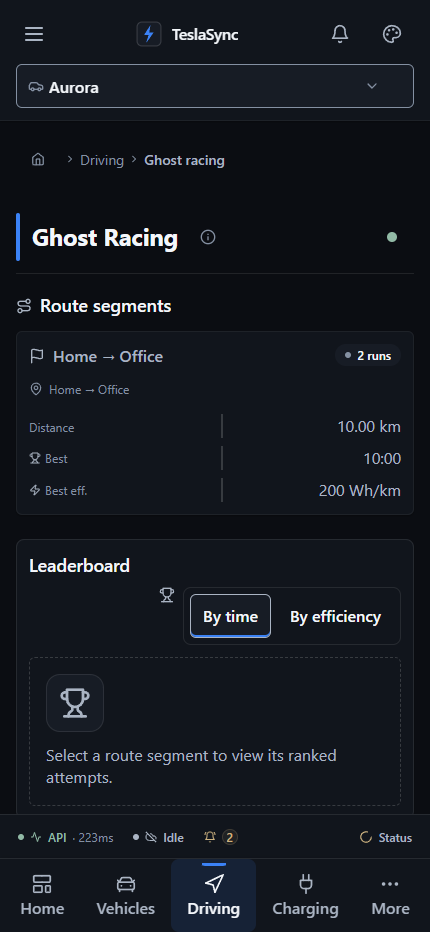 TeslaSync
Aurora
Driving
Ghost racing
Ghost Racing
Route segments
Home → Office
2 runs
Home → Office
Distance
10.00 km
Best
10:00
Best eff.
200 Wh/km
Leaderboard
By time
By efficiency
Select a route segment to view its ranked
attempts.
API · 223ms
Idle
2
Status
Home
Vehicles
Driving
Charging
More